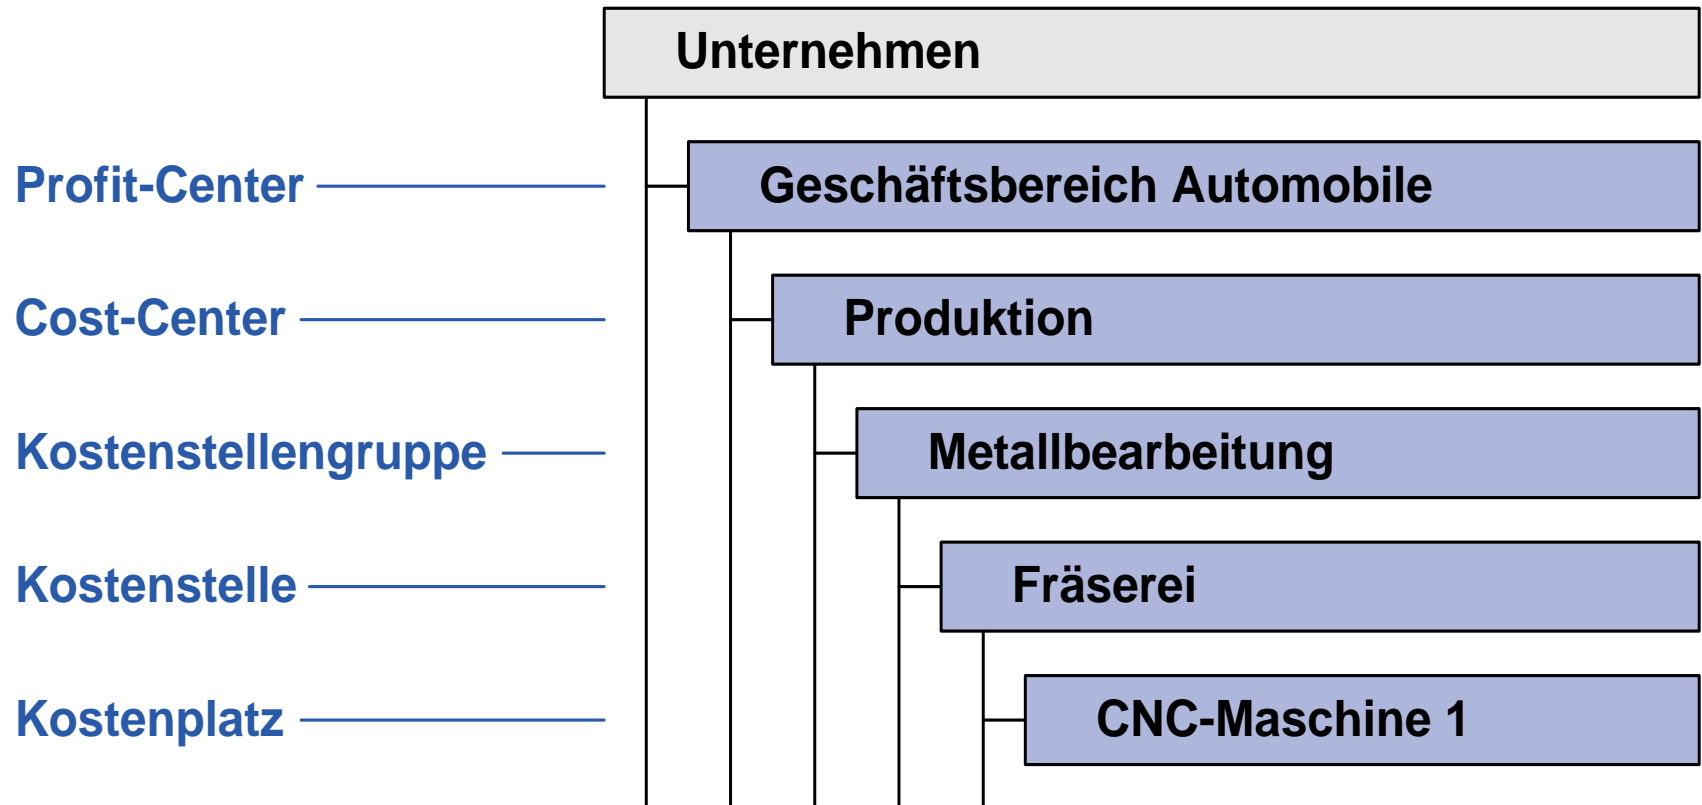 Unternehmen
Profit-Center
Geschäftsbereich Automobile
Cost-Center
Produktion
Kostenstellengruppe
Metallbearbeitung
Kostenstelle
Fräserei
Kostenplatz
CNC-Maschine 1